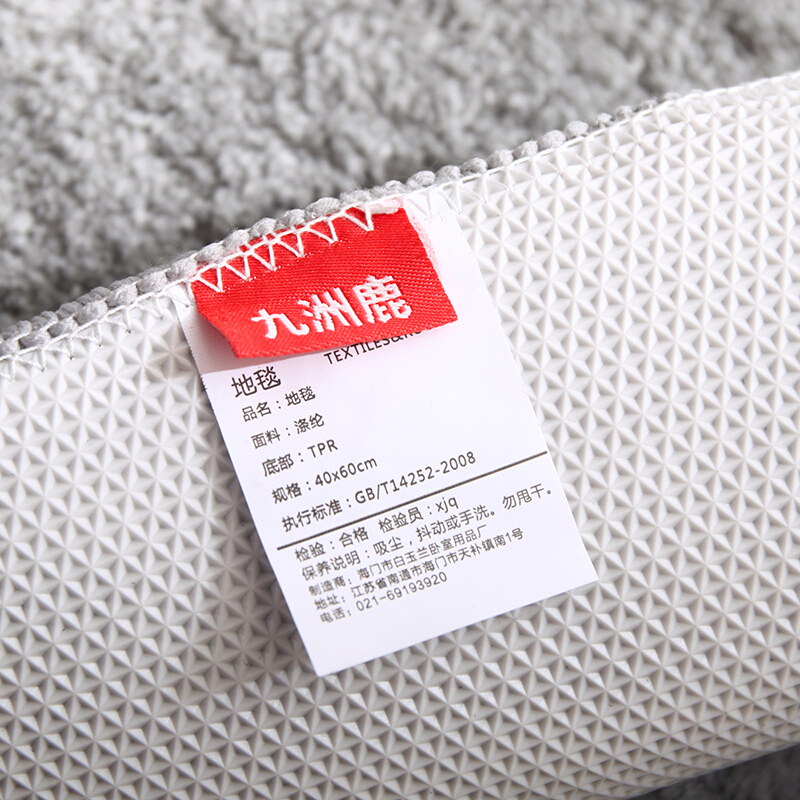 九洲鹿
TEXTILES&
地毯
品名：地毯
面料：涤纶
底部：TPR
规格：40x60cm
执行标准：GB/T14252-2008
检验：合格 检验员：xjq
保养说明：吸尘，抖动或手洗。勿甩干。
制造商：海门市白玉兰卧室用品厂
地址：江苏省南通市海门市天补镇南1号
电话：021-69193920